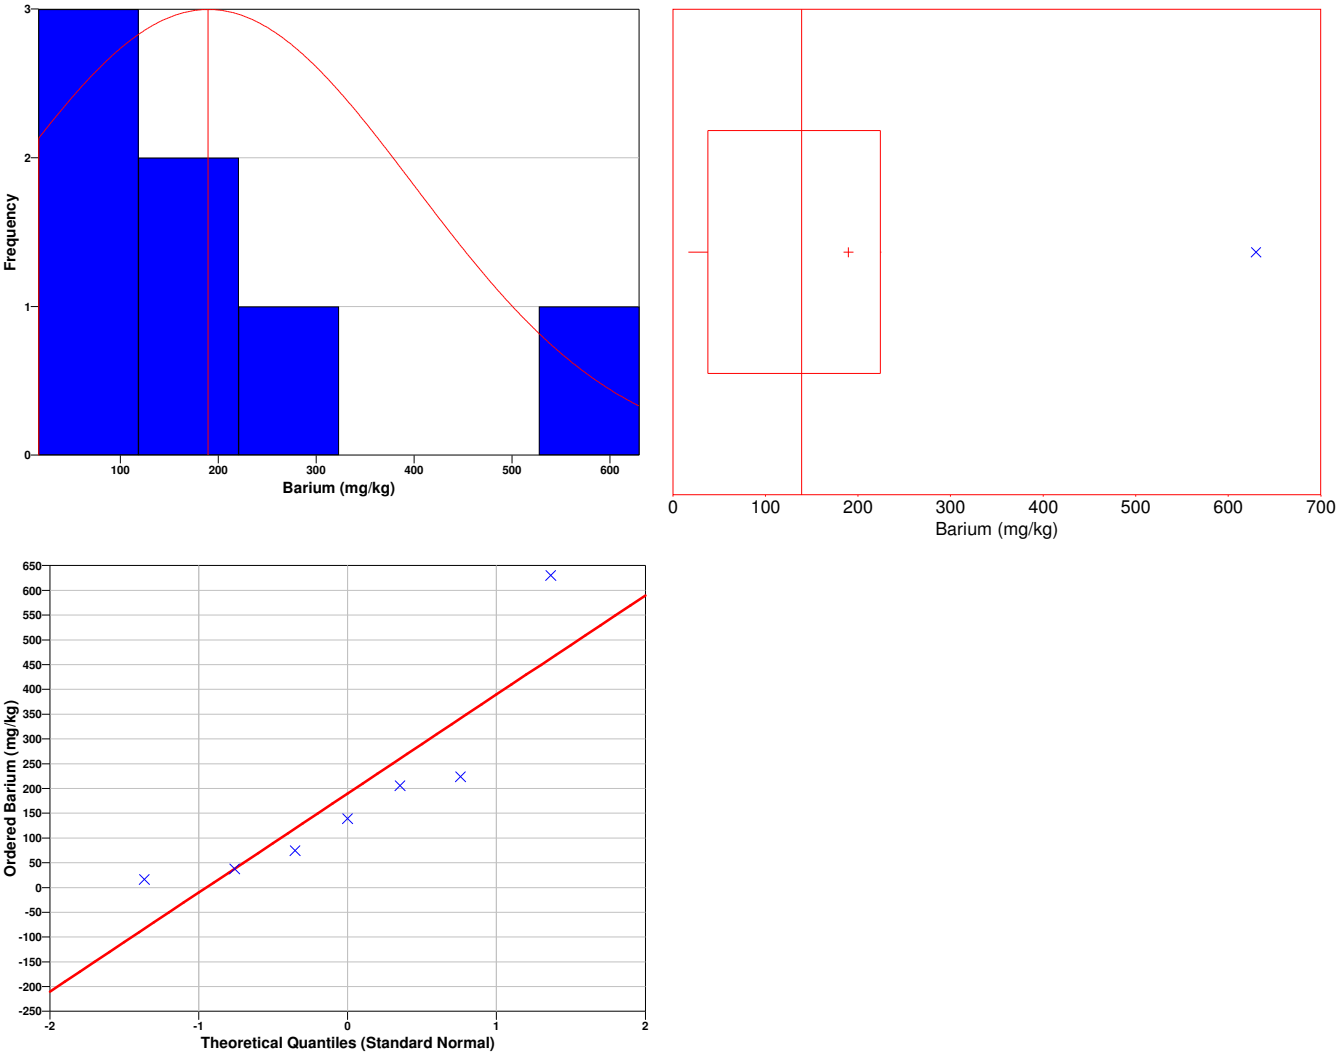 3
2
1
0
Frequency
100 200 300 400 500 600
Barium (mg/kg)
0 100 200 300 400 500 600 700
Barium (mg/kg)
650
600
550
500
450
400
350
300
250
200
150
100
50
0
-50
-100
-150
-200
-250
Ordered Barium (mg/kg)
-2 -1 0 1 2
Theoretical Quantiles (Standard Normal)